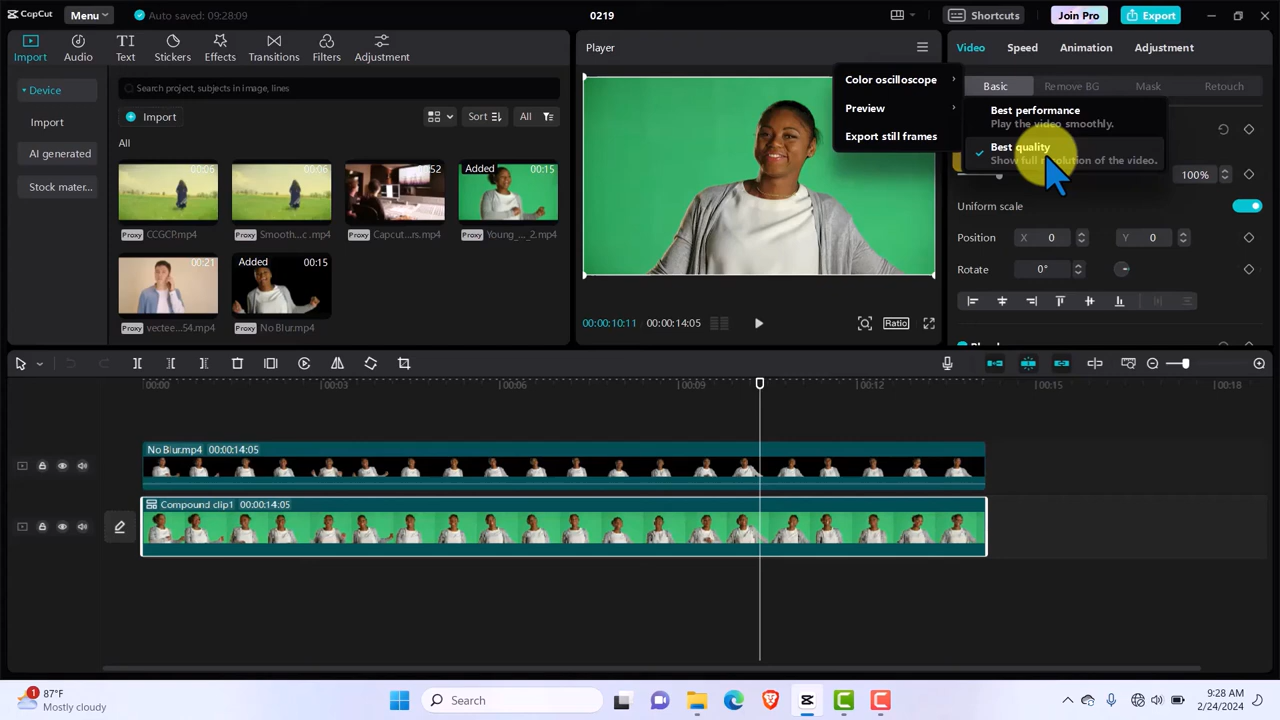 CapCut
Menu
Auto saved: 09:28:09
0219
Shortcuts
Join Pro
Export
Import
Audio
Text
Stickers
Effects
Transitions
Filters
Adjustment
Device
Import
AI generated
Stock mater...
Search project, subjects in image, lines
Import
Sort
All
All
00:06
Proxy
CCGCP.mp4
00:06
Proxy
Smooth...c .mp4
Proxy
Capcut...rs.mp4
Added
00:15
Proxy
Young_..._2.mp4
00:21
Proxy
vectee...54.mp4
Added
00:15
Proxy
No Blur.mp4
Player
Color oscilloscope
Preview
Export still frames
Best performance
Play the video smoothly.
Best quality
Show full resolution of the video.
00:00:10:11
00:00:14:05
Ratio
Video
Speed
Animation
Adjustment
Basic
Remove BG
Mask
Retouch
100%
Uniform scale
Position
X
0
Y
0
Rotate
0°
00:00
00:03
00:06
00:09
00:12
00:15
00:18
No Blur.mp4 00:00:14:05
Compound clip1 00:00:14:05
1
87°F
Mostly cloudy
Search
9:28 AM
2/24/2024